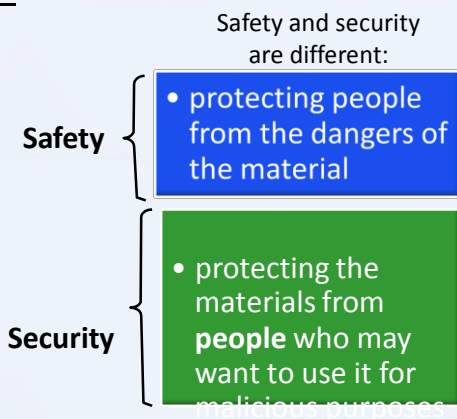 Safety and security
are different:
Safety
• protecting people
from the dangers of
the material
Security
• protecting the
materials from
people who may
want to use it for
malicious purposes